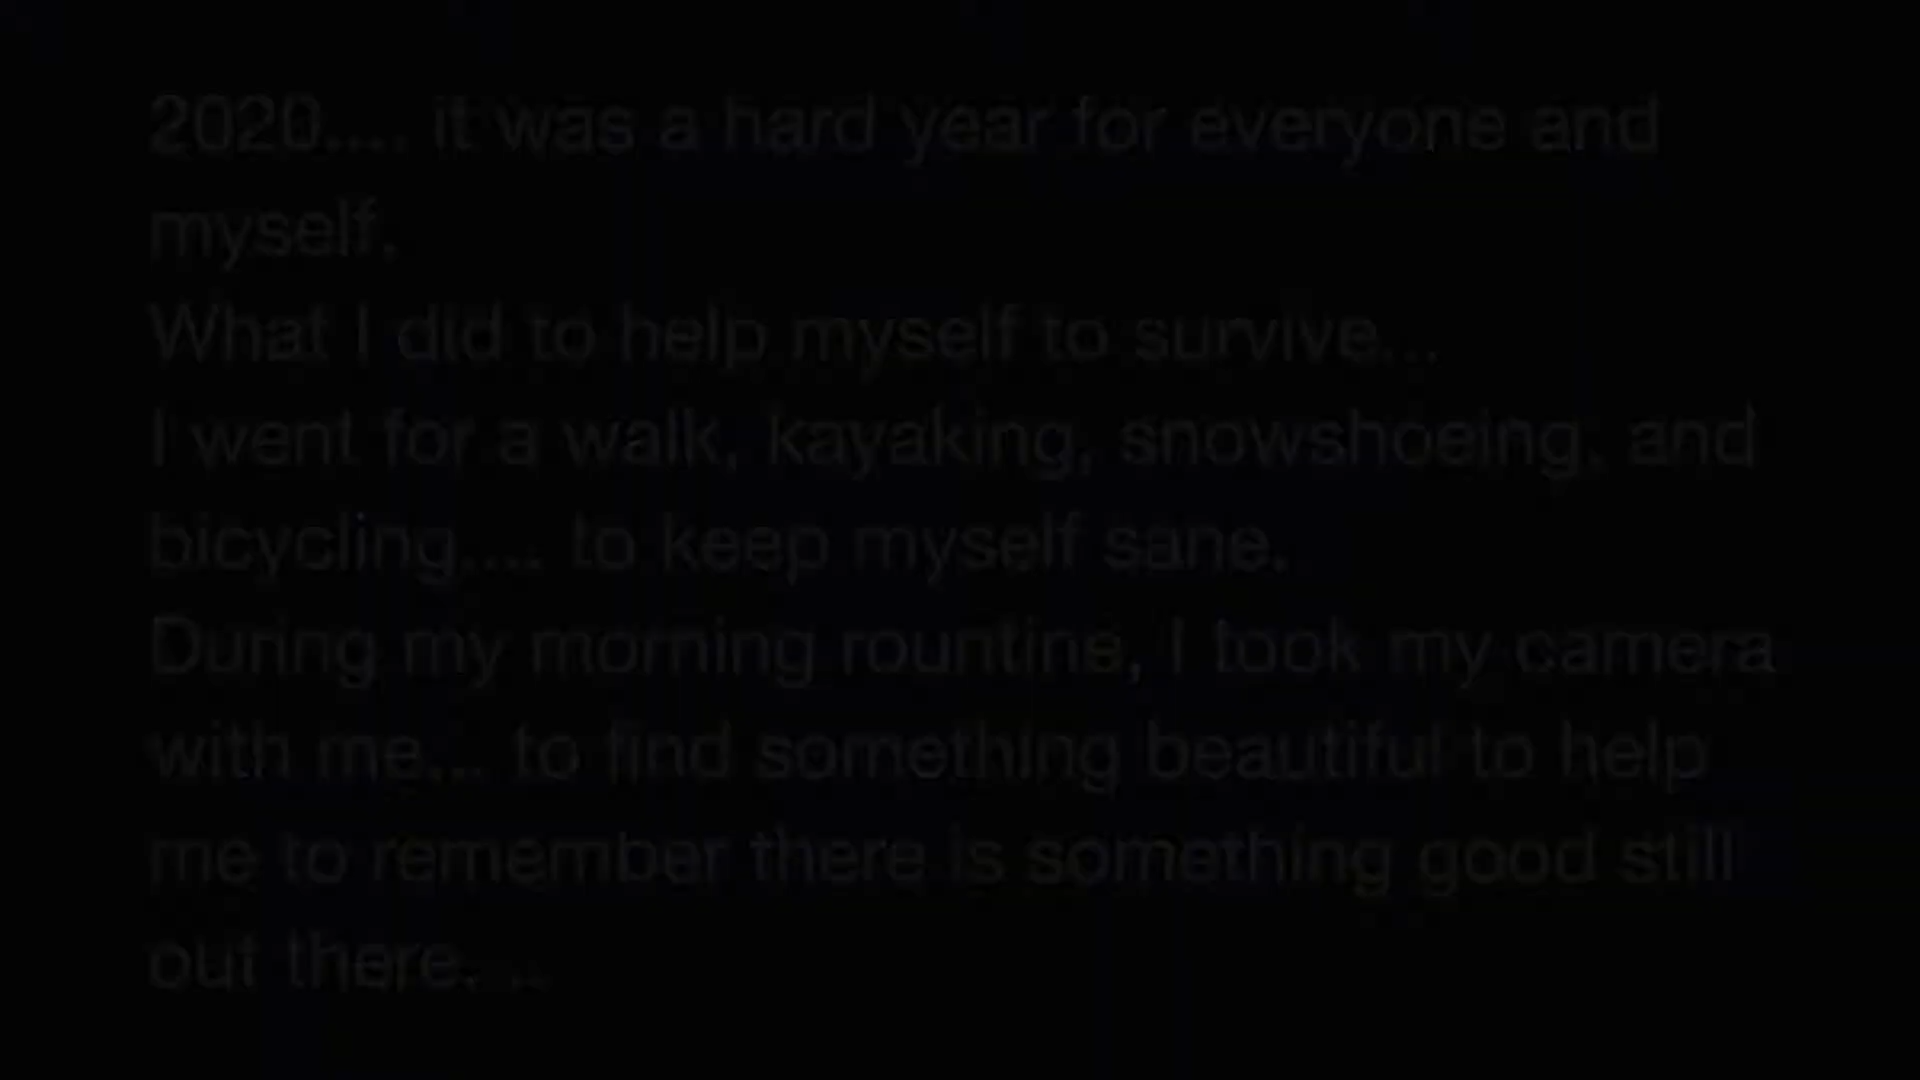 2020.... it was a hard year for everyone and
myself.
What I did to help myself to survive...
I went for a walk, kayaking, snowshoeing, and
bicycling.... to keep myself sane.
During my morning rountine, I took my camera
with me... to find something beautiful to help
me to remember there is something good still
out there....